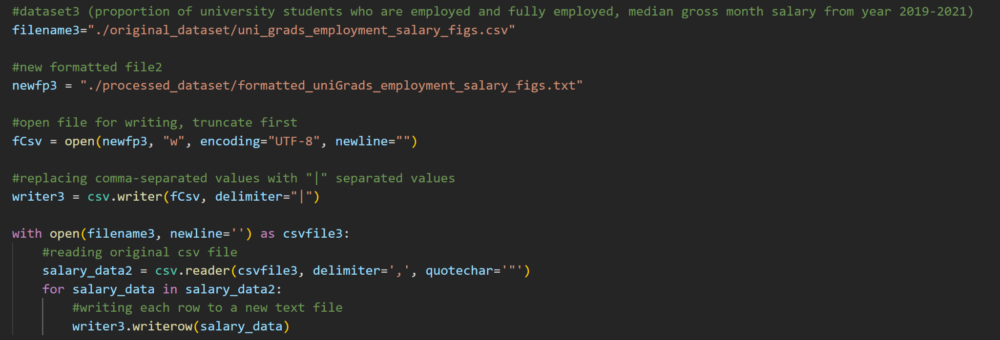 #dataset3 (proportion of university students who are employed and fully employed, median gross month salary from year 2019-2021)
filename3="./original_dataset/uni_grads_employment_salary_figs.csv"
#new formatted file2
newfp3 = "./processed_dataset/formatted_uniGrads_employment_salary_figs.txt"
#open file for writing, truncate first
fCsv = open(newfp3, "w", encoding="UTF-8", newline="")
#replacing comma-separated values with "|" separated values
writer3 = csv.writer(fCsv, delimiter="|")
with open(filename3, newline='') as csvfile3:
    #reading original csv file
    salary_data2 = csv.reader(csvfile3, delimiter=',', quotechar='"')
    for salary_data in salary_data2:
        #writing each row to a new text file
        writer3.writerow(salary_data)